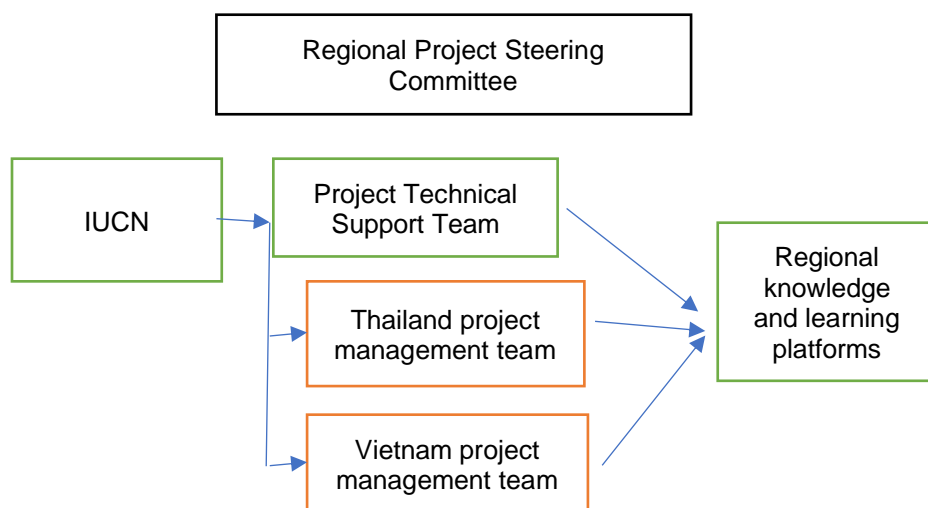 Regional Project Steering
Committee
IUCN
Project Technical
Support Team
Thailand project
management team
Vietnam project
management team
Regional
knowledge
and learning
platforms